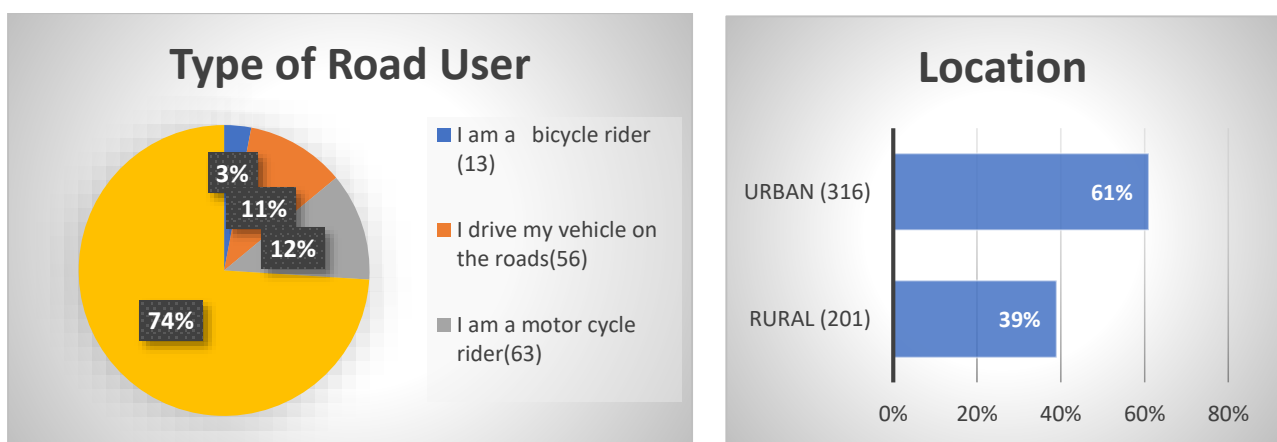 Type of Road User
3%
11%
12%
74%
I am a bicycle rider
(13)
I drive my vehicle on
the roads(56)
I am a motor cycle
rider(63)
Location
URBAN (316)
61%
RURAL (201)
39%
0% 20% 40% 60% 80%